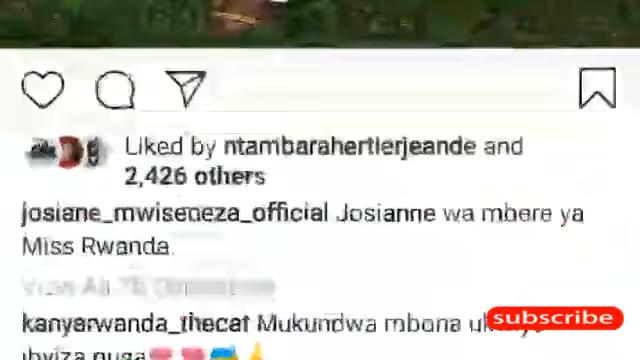 Liked by ntambarahertierjeande and
2,426 others
josiane_mwiseneza_official Josianne wa mbere ya
Miss Rwanda.
kanyarwanda_thecat Mukundwa mbona
subscribe